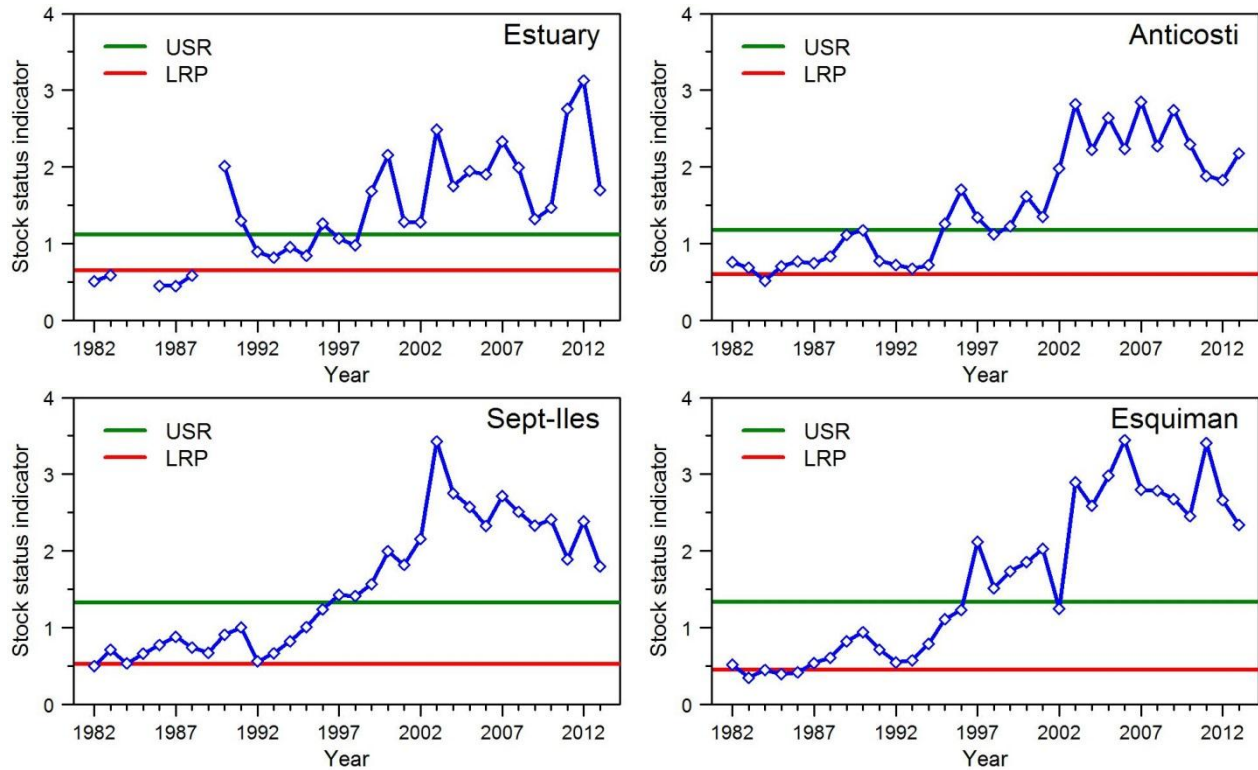 Estuary
USR
LRP
Stock status indicator
4
3
2
1
0
1982 1987 1992 1997 2002 2007 2012
Year
Anticosti
USR
LRP
Stock status indicator
4
3
2
1
0
1982 1987 1992 1997 2002 2007 2012
Year
Sept-Iles
USR
LRP
Stock status indicator
4
3
2
1
0
1982 1987 1992 1997 2002 2007 2012
Year
Esquiman
USR
LRP
Stock status indicator
4
3
2
1
0
1982 1987 1992 1997 2002 2007 2012
Year